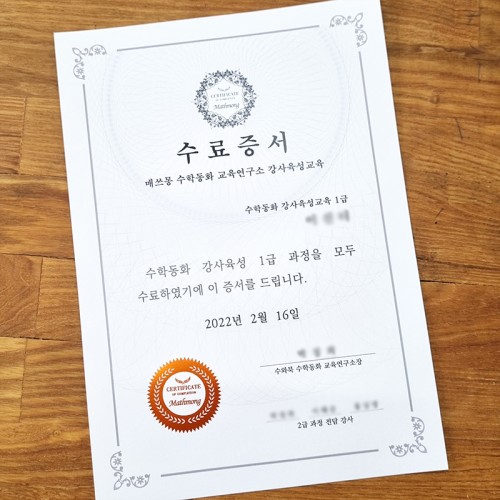 CERTIFICATE
OF COMPLETION
Mathmong
수료증서
매쓰몽 수학동화 교육연구소 강사육성교육
수학동화 강사육성교육 1급
수학동화 강사육성 1급 과정을 모두
수료하였기에 이 증서를 드립니다.
2022년 2월 16일
수와북 수학동화 교육연구소장
CERTIFICATE
OF COMPLETION
Mathmong
2급 과정 전담 강사